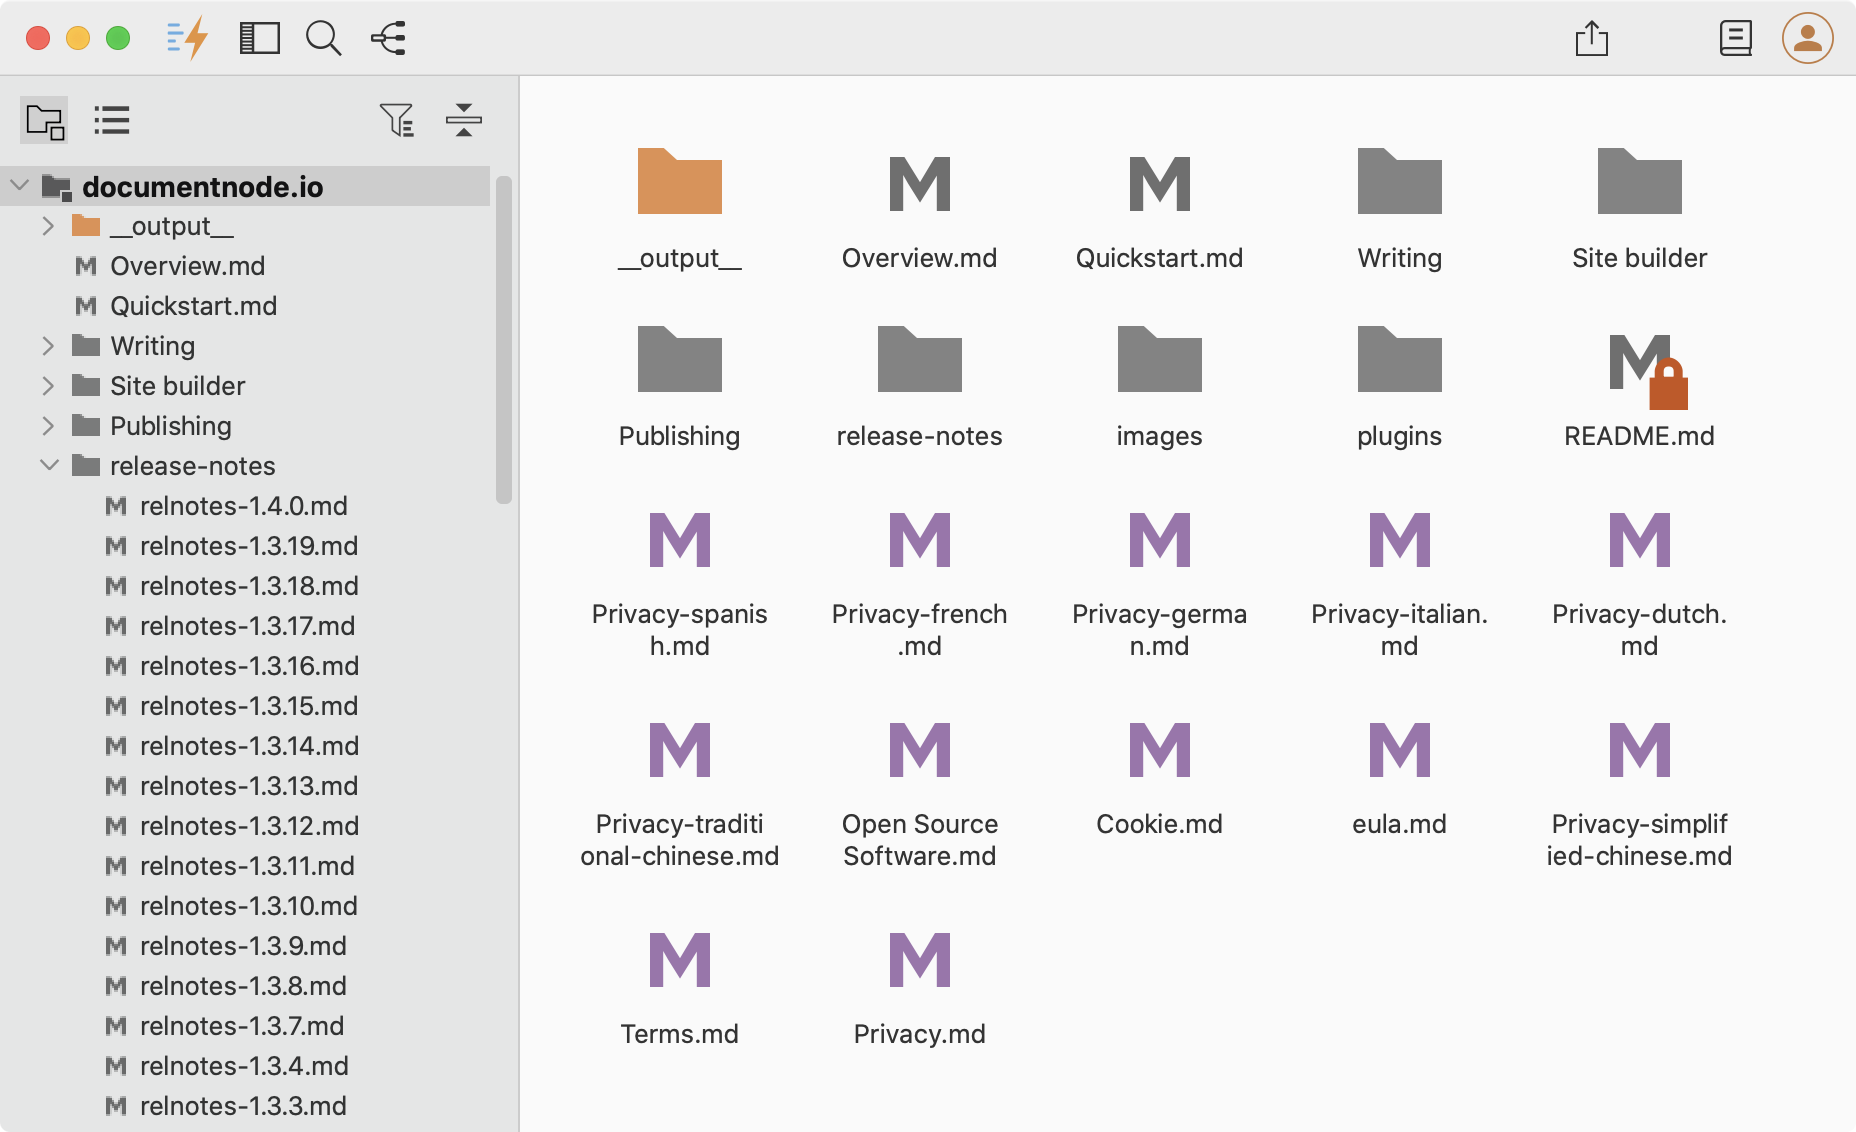 documentnode.io
__output__
Overview.md
Quickstart.md
Writing
Site builder
Publishing
release-notes
relnotes-1.4.0.md
relnotes-1.3.19.md
relnotes-1.3.18.md
relnotes-1.3.17.md
relnotes-1.3.16.md
relnotes-1.3.15.md
relnotes-1.3.14.md
relnotes-1.3.13.md
relnotes-1.3.12.md
relnotes-1.3.11.md
relnotes-1.3.10.md
relnotes-1.3.9.md
relnotes-1.3.8.md
relnotes-1.3.7.md
relnotes-1.3.4.md
relnotes-1.3.3.md
__output__
Overview.md
Quickstart.md
Writing
Site builder
Publishing
release-notes
images
plugins
README.md
Privacy-spanis
h.md
Privacy-french
.md
Privacy-germa
n.md
Privacy-italian.
md
Privacy-dutch.
md
Privacy-traditi
onal-chinese.md
Open Source
Software.md
Cookie.md
eula.md
Privacy-simplif
ied-chinese.md
Terms.md
Privacy.md